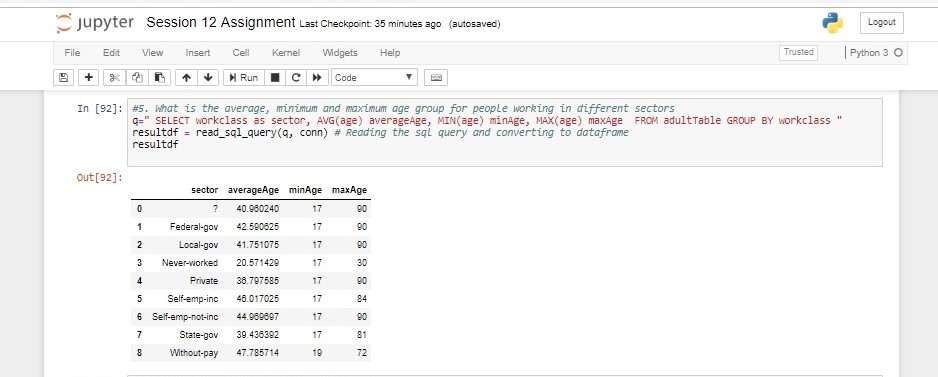 jupyter Session 12 Assignment Last Checkpoint: 35 minutes ago (autosaved) Logout
File Edit View Insert Cell Kernel Widgets Help Trusted Python 3
Run Code
In [92]: #5. What is the average, minimum and maximum age group for people working in different sectors
q=" SELECT workclass as sector, AVG(age) averageAge, MIN(age) minAge, MAX(age) maxAge FROM adultTable GROUP BY workclass "
resultdf = read_sql_query(q, conn) # Reading the sql query and converting to dataframe
resultdf
Out[92]:
sector averageAge minAge maxAge
0 ? 40.960240 17 90
1 Federal-gov 42.590625 17 90
2 Local-gov 41.751075 17 90
3 Never-worked 20.571429 17 30
4 Private 36.797585 17 90
5 Self-emp-inc 46.017025 17 84
6 Self-emp-not-inc 44.969697 17 90
7 State-gov 39.436392 17 81
8 Without-pay 47.785714 19 72